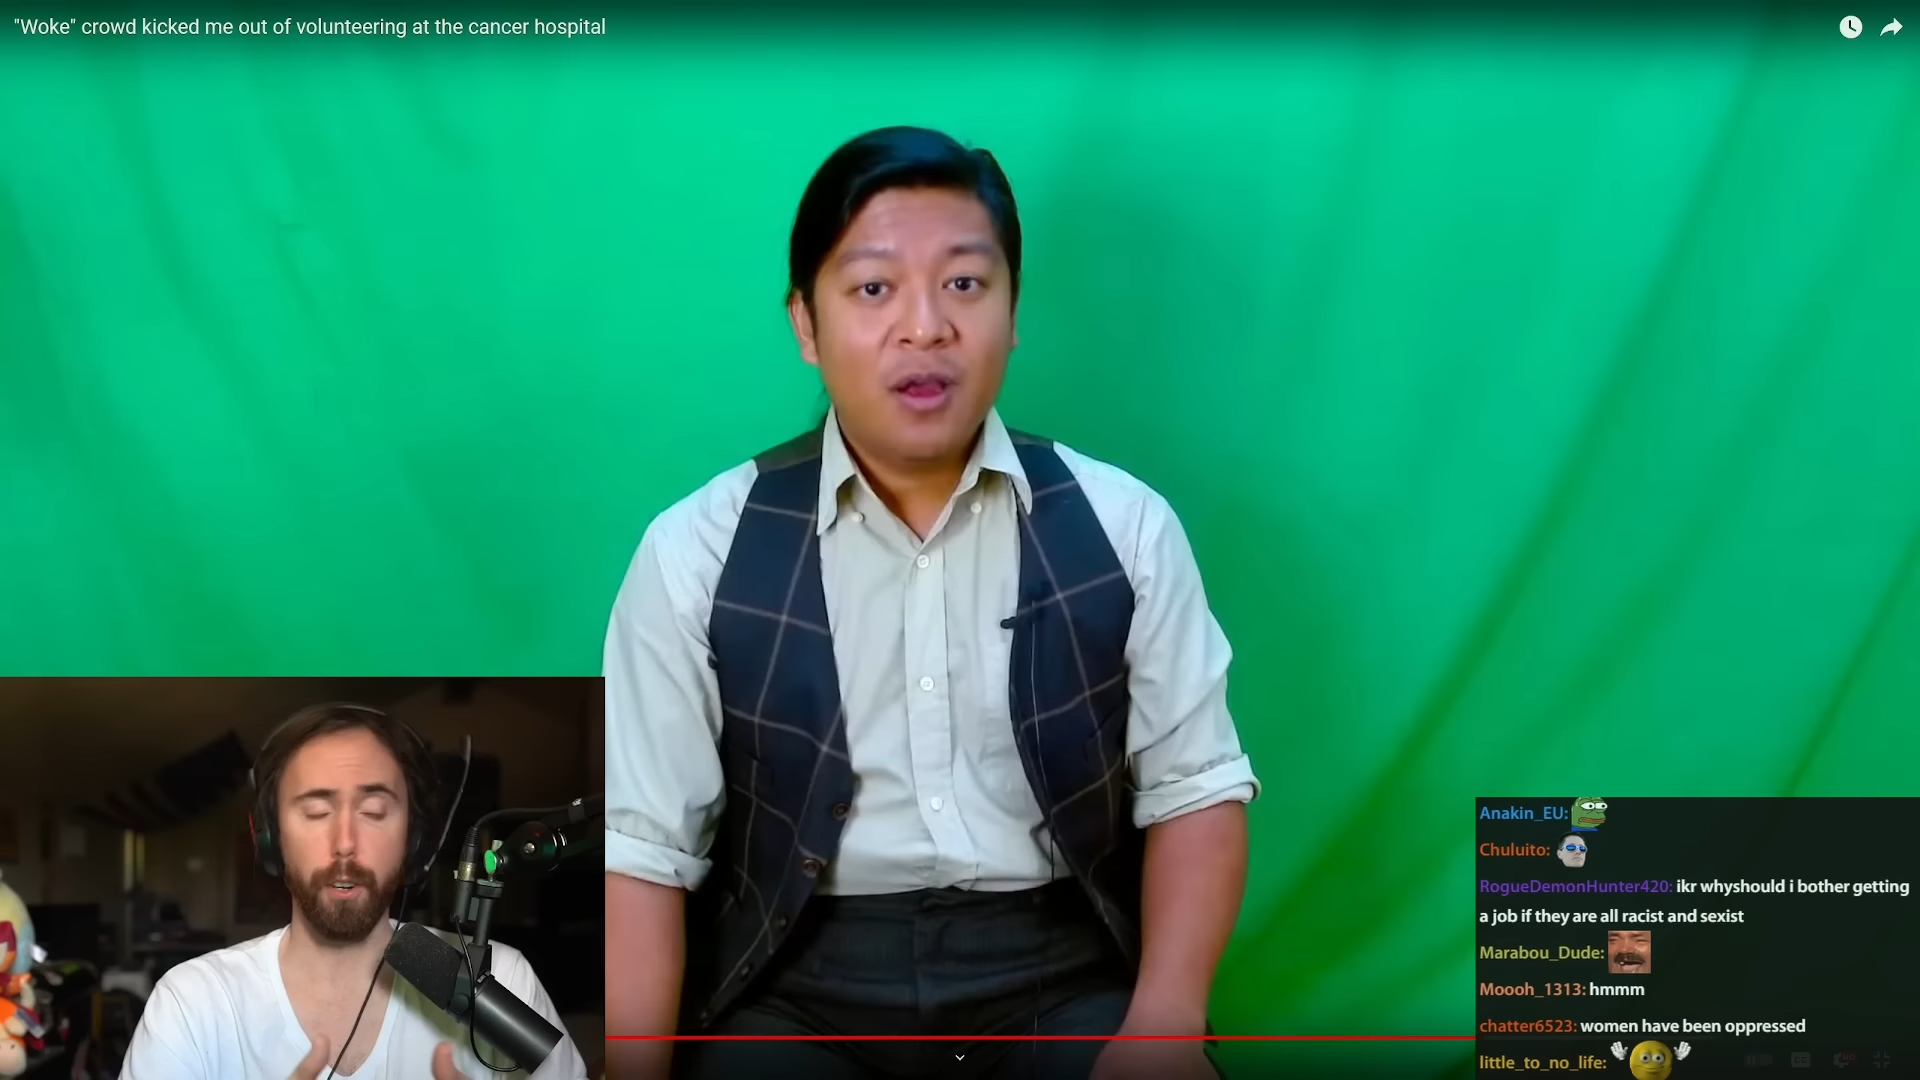 "Woke" crowd kicked me out of volunteering at the cancer hospital
Anakin_EU:
Chuluito:
RogueDemonHunter420: ikr whyshould i bother getting
a job if they are all racist and sexist
Marabou_Dude:
Moooh_1313: hmmm
chatter6523: women have been oppressed
little_to_no_life: